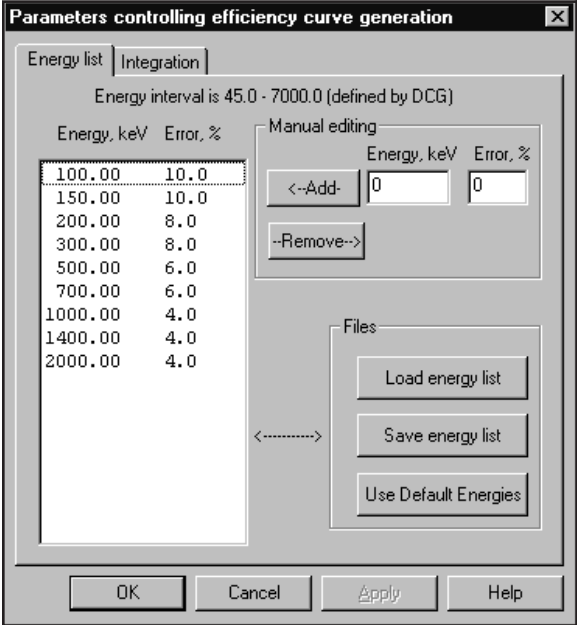 Parameters controlling efficiency curve generation
Energy list
Integration
Energy interval is 45.0 - 7000.0 (defined by DCG)
Energy, keV Error, %
100.00 10.0
150.00 10.0
200.00 8.0
300.00 8.0
500.00 6.0
700.00 6.0
1000.00 4.0
1400.00 4.0
2000.00 4.0
Manual editing
Energy, keV Error, %
<--Add- 0 0
--Remove-->
<---------->
Files
Load energy list
Save energy list
Use Default Energies
OK Cancel Apply Help